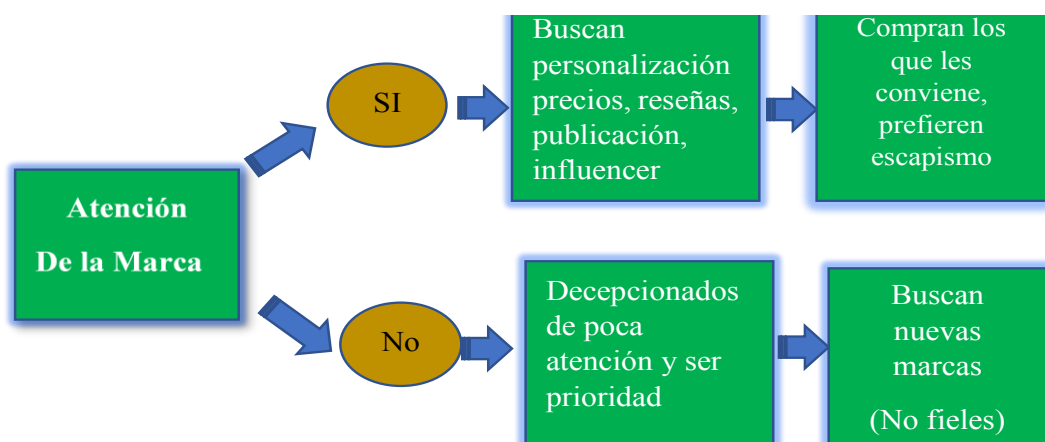 Atención
De la Marca
SI
Buscan
personalización
precios, reseñas,
publicación,
influencer
Compran los
que les
conviene,
prefieren
escapismo
No
Decepcionados
de poca
atención y ser
prioridad
Buscan
nuevas
marcas
(No fieles)